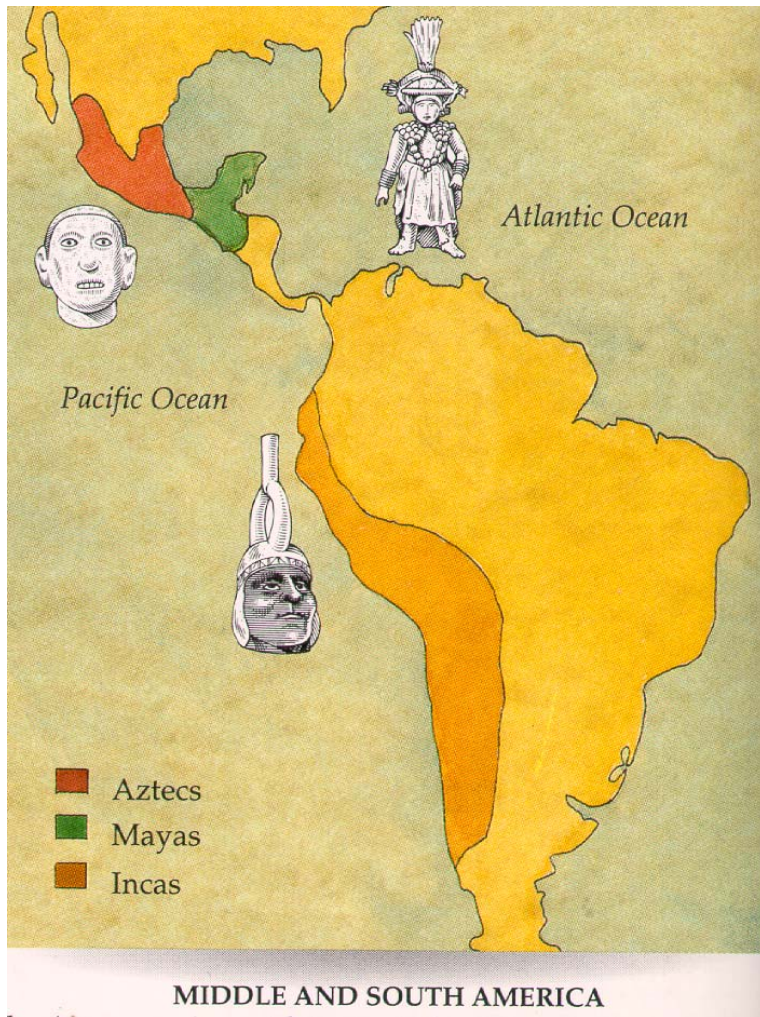 Atlantic Ocean
Pacific Ocean
Aztecs
Mayas
Incas
MIDDLE AND SOUTH AMERICA